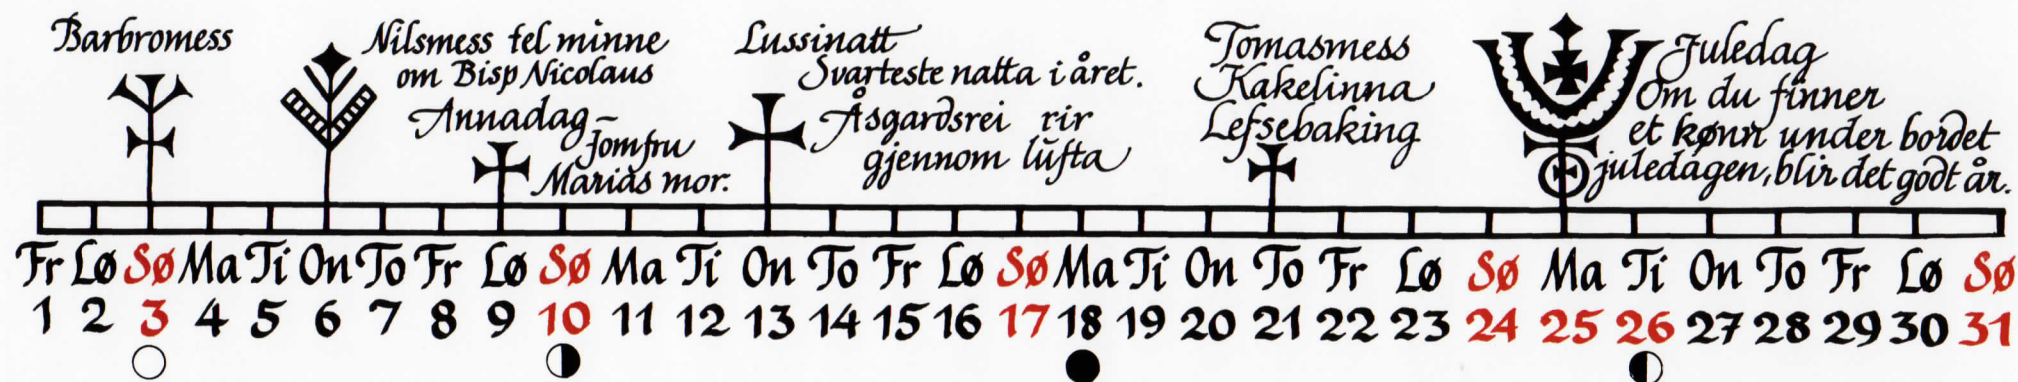 Barbromess
Nilsmess tel minne
om Bisp Nicolaus
Annadag –
Jomfru
Marias mor.
Lussinatt
Svarteste natta i året.
Åsgardsrei rir
gjennom lufta
Tomasmess
Kakelinna
Lefsebaking
Juledag
Om du finner
et kønn under bordet
juledagen, blir det godt år.
Fr Lø Sø Ma Ti On To Fr Lø Sø Ma Ti On To Fr Lø Sø Ma Ti On To Fr Lø Sø Ma Ti On To Fr Lø Sø
1 2 3 4 5 6 7 8 9 10 11 12 13 14 15 16 17 18 19 20 21 22 23 24 25 26 27 28 29 30 31